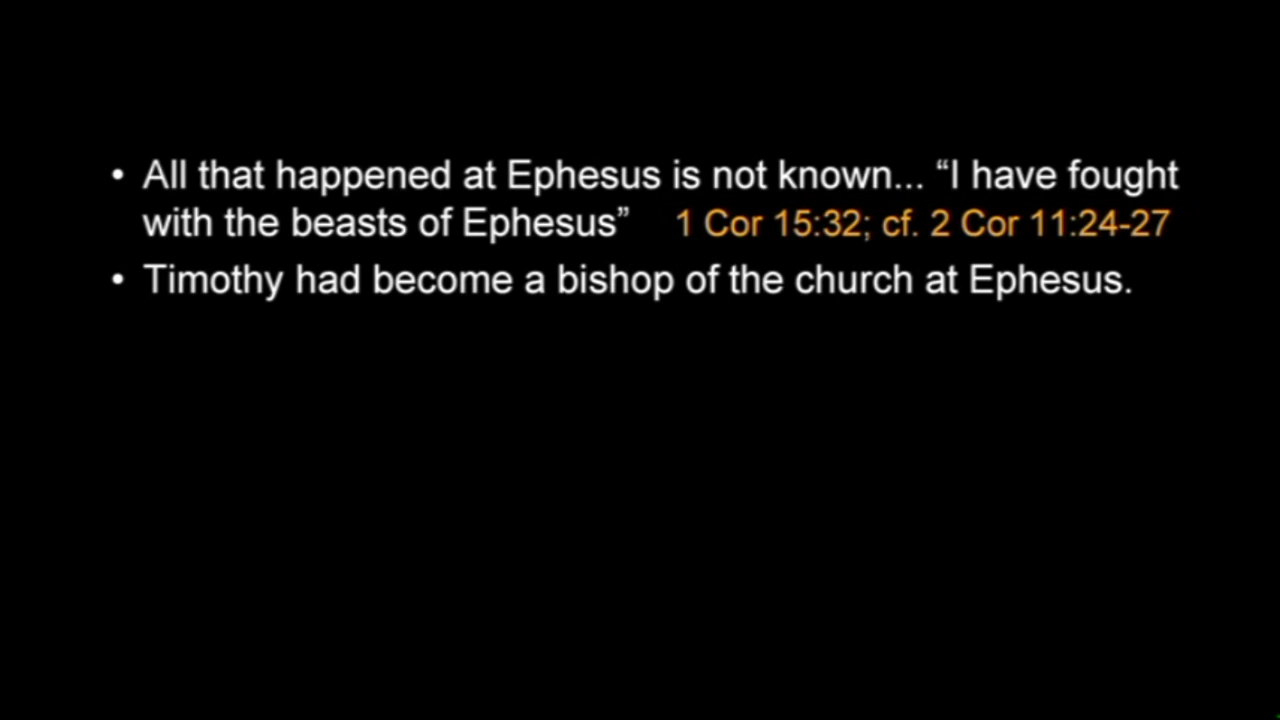 • All that happened at Ephesus is not known... “I have fought
with the beasts of Ephesus” 1 Cor 15:32; cf. 2 Cor 11:24-27
• Timothy had become a bishop of the church at Ephesus.